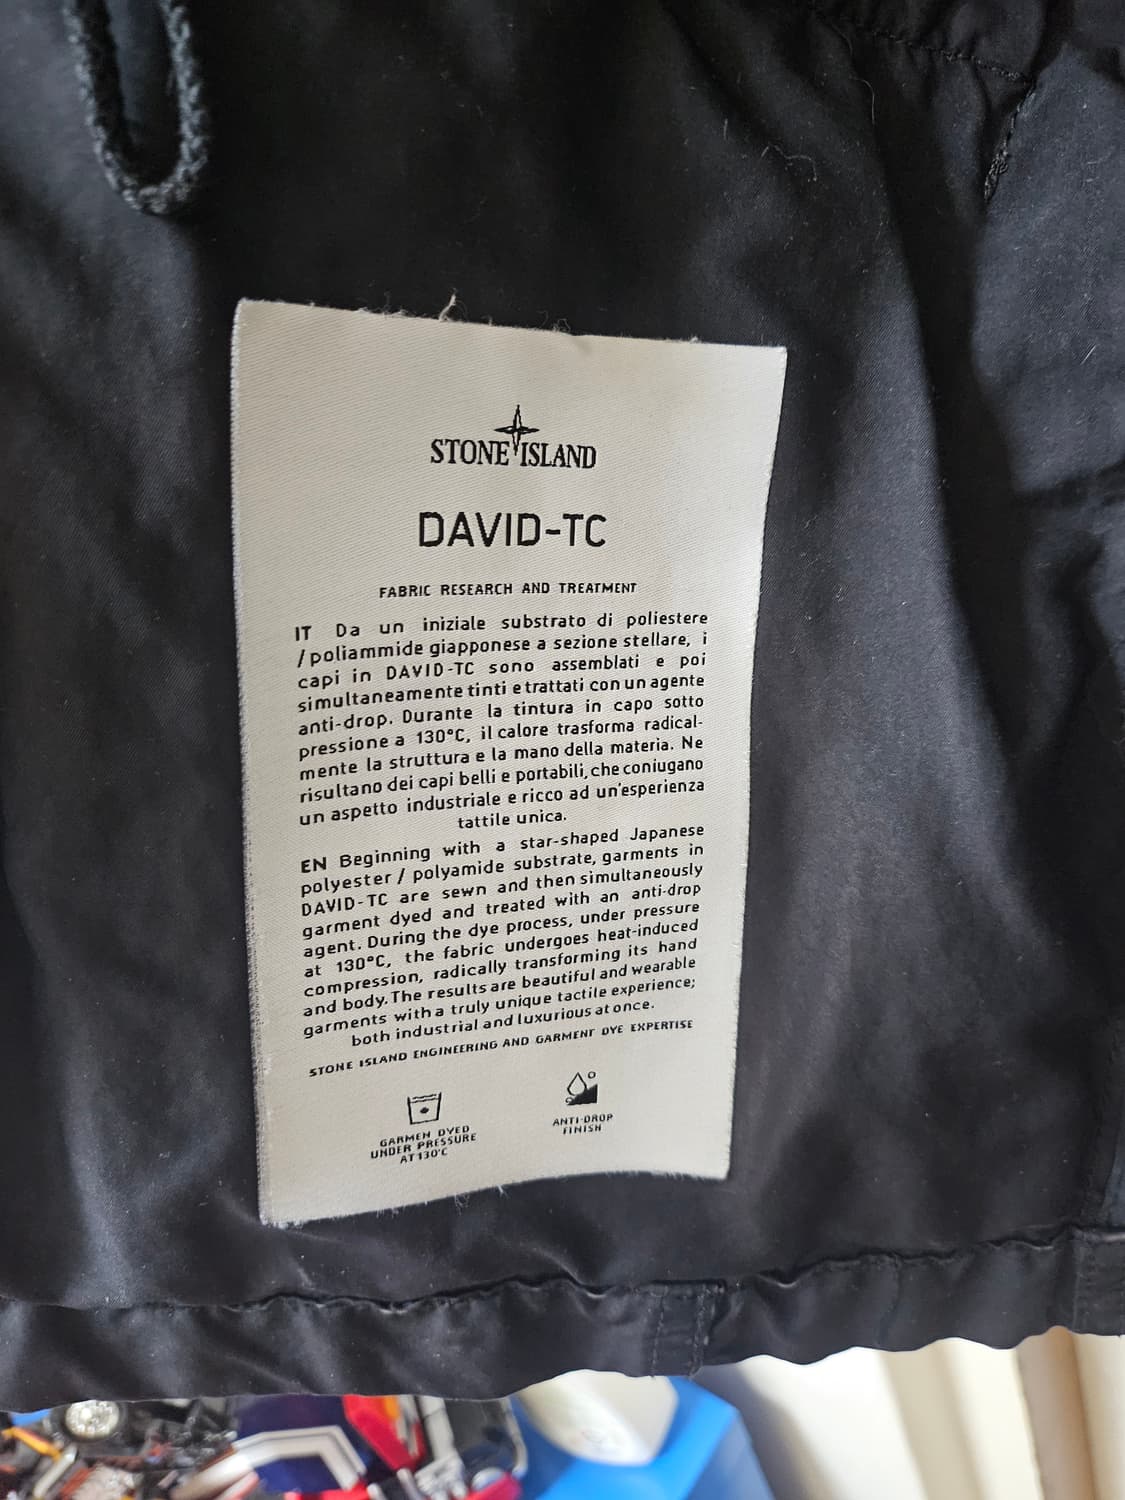 STONE ISLAND
DAVID-TC
FABRIC RESEARCH AND TREATMENT
IT Da un iniziale substrato di poliestere
/poliammide giapponese a sezione stellare, i
capi in DAVID-TC sono assemblati e poi
simultaneamente tinti e trattati con un agente
anti-drop. Durante la tintura in capo sotto
pressione a 130°C, il calore trasforma radical-
mente la struttura e la mano della materia. Ne
risultano dei capi belli e portabili, che coniugano
un aspetto industriale e ricco ad un'esperienza
tattile unica.
EN Beginning with a star-shaped Japanese
polyester / polyamide substrate, garments in
DAVID-TC are sewn and then simultaneously
garment dyed and treated with an anti-drop
agent. During the dye process, under pressure
at 130°C, the fabric undergoes heat-induced
compression, radically transforming its hand
and body. The results are beautiful and wearable
garments with a truly unique tactile experience;
both industrial and luxurious at once.
STONE ISLAND ENGINEERING AND GARMENT DYE EXPERTISE
GARMEN DYED
UNDER PRESSURE
AT 130°C
ANTI-DROP
FINISH